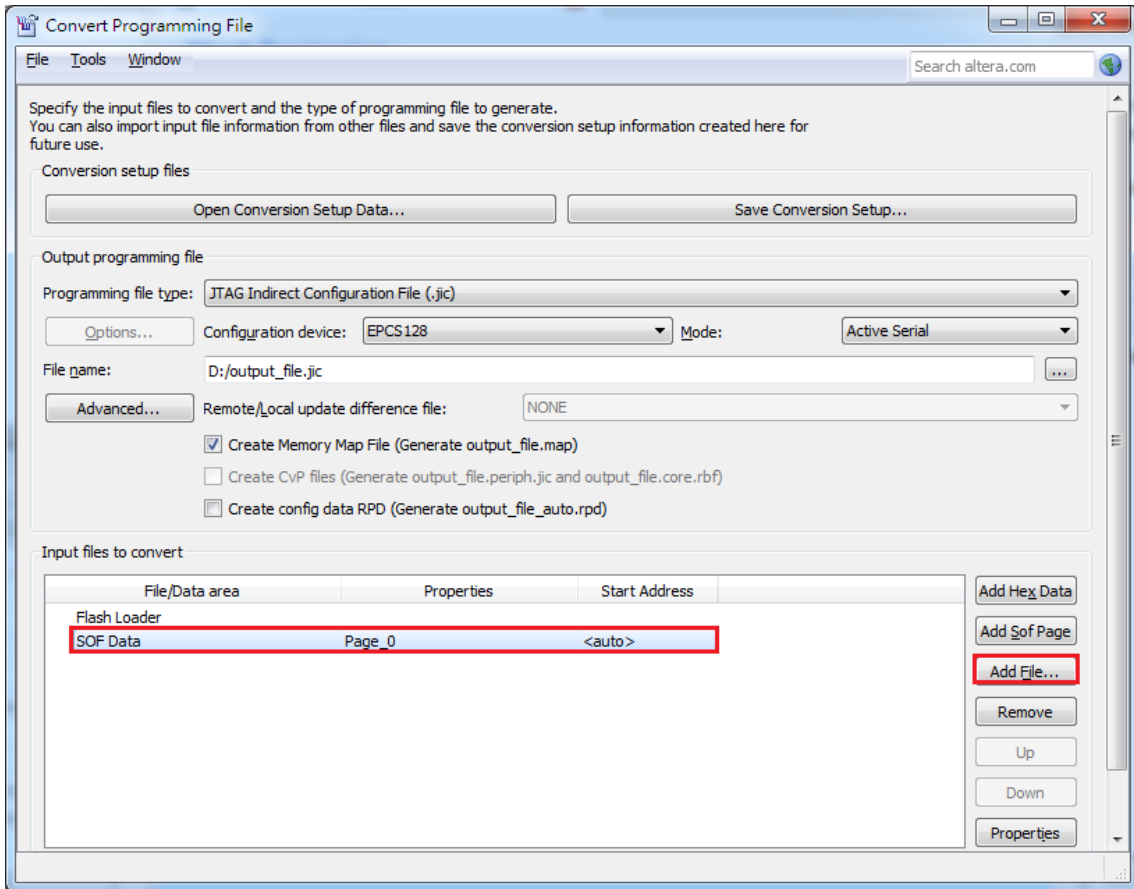 Convert Programming File
File Tools Window
Search altera.com
Specify the input files to convert and the type of programming file to generate.
You can also import input file information from other files and save the conversion setup information created here for
future use.
Conversion setup files
Open Conversion Setup Data...
Save Conversion Setup...
Output programming file
Programming file type: JTAG Indirect Configuration File (.jic)
Options... Configuration device: EPCS128 Mode: Active Serial
File name: D:/output_file.jic ...
Advanced... Remote/Local update difference file: NONE
Create Memory Map File (Generate output_file.map)
Create CvP files (Generate output_file.periph.jic and output_file.core.rbf)
Create config data RPD (Generate output_file_auto.rpd)
Input files to convert
File/Data area Properties Start Address
Flash Loader
SOF Data Page_0 <auto>
Add Hex Data
Add Sof Page
Add File...
Remove
Up
Down
Properties